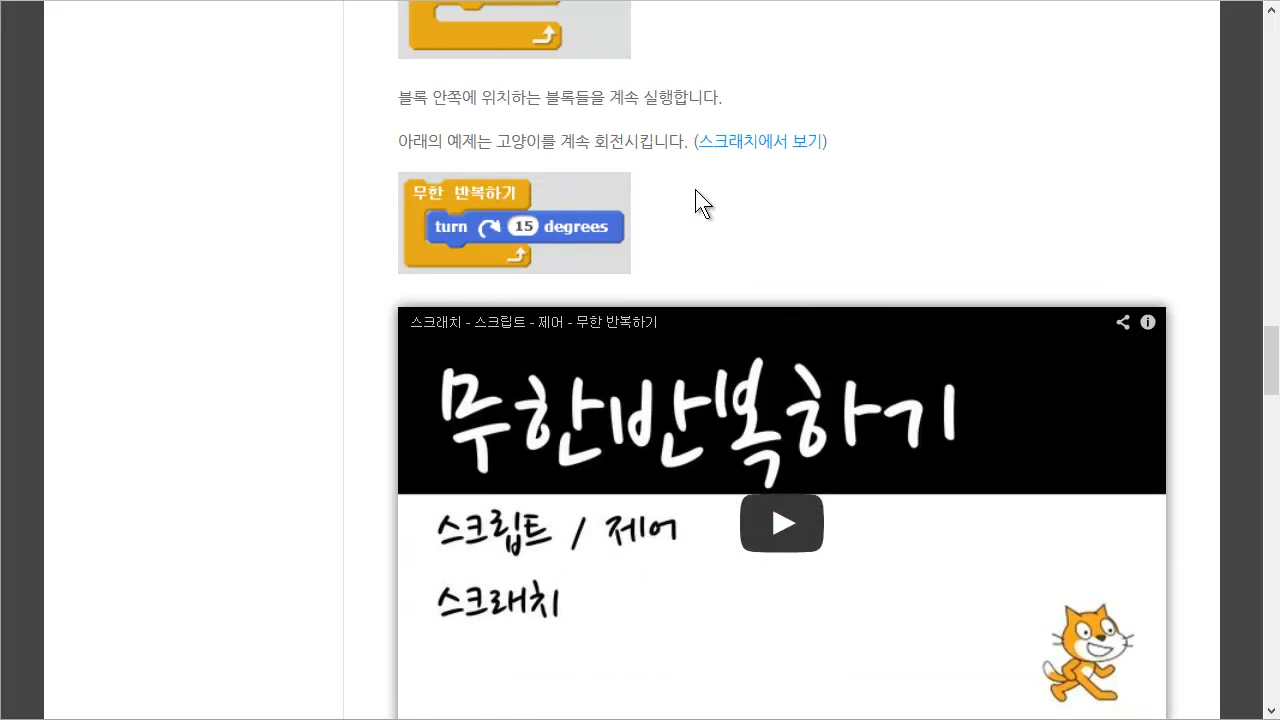 블록 안쪽에 위치하는 블록들을 계속 실행합니다.
아래의 예제는 고양이를 계속 회전시킵니다. (스크래치에서 보기)
무한 반복하기
turn 15 degrees
스크래치 - 스크립트 - 제어 - 무한 반복하기
무한반복하기
스크립트 / 제어
스크래치